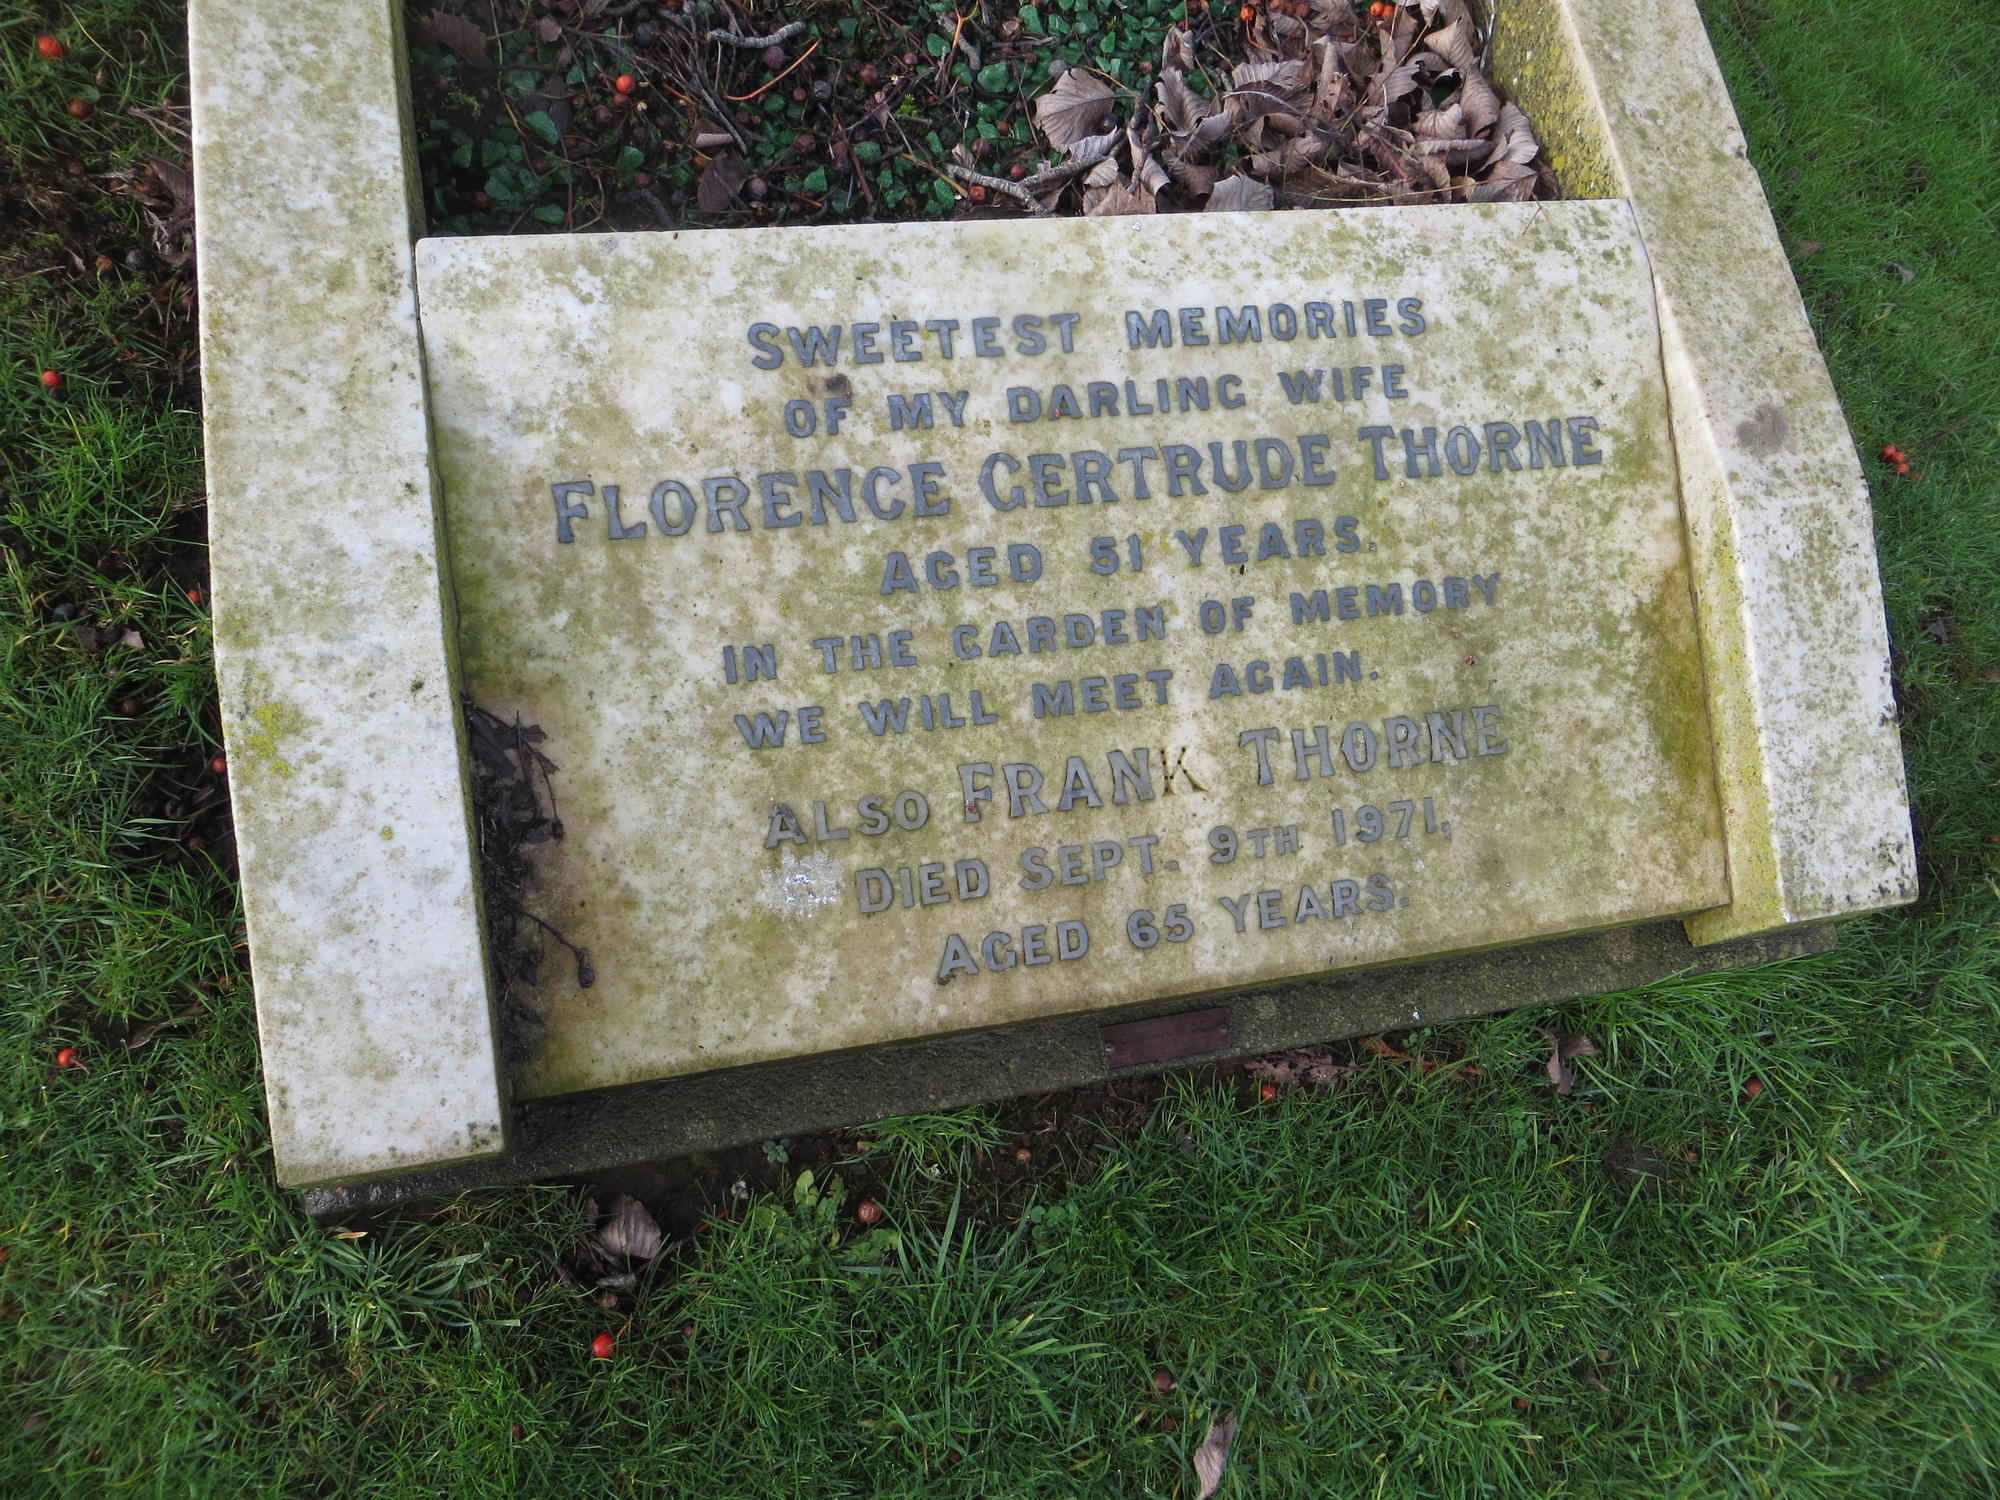 SWEETEST MEMORIES
OF MY DARLING WIFE
FLORENCE GERTRUDE THORNE
AGED 51 YEARS.
IN THE GARDEN OF MEMORY
WE WILL MEET AGAIN.
ALSO FRANK THORNE
DIED SEPT. 9TH 1971,
AGED 65 YEARS.